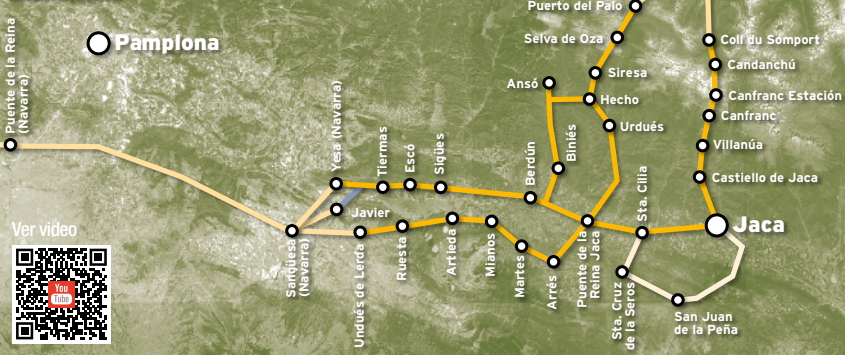 Puerto del Palo
Selva de Oza
Coll du Somport
Pamplona
Candanchú
Siresa
Ansó
Hecho
Canfranc Estación
Canfranc
Urdués
Puente de la Reina
(Navarra)
Villanúa
Yesa (Navarra)
Tiermas
Escó
Sigües
Berdún
Biniés
Castiello de Jaca
Sta. Cilia
Javier
Jaca
Ver video
You
Tube
Sangüesa
(Navarra)
Undués de Lerda
Ruesta
Artieda
Mianos
Martes
Arrés
Puente de la
Reina Jaca
Sta. Cruz
de la Seros
San Juan
de la Peña